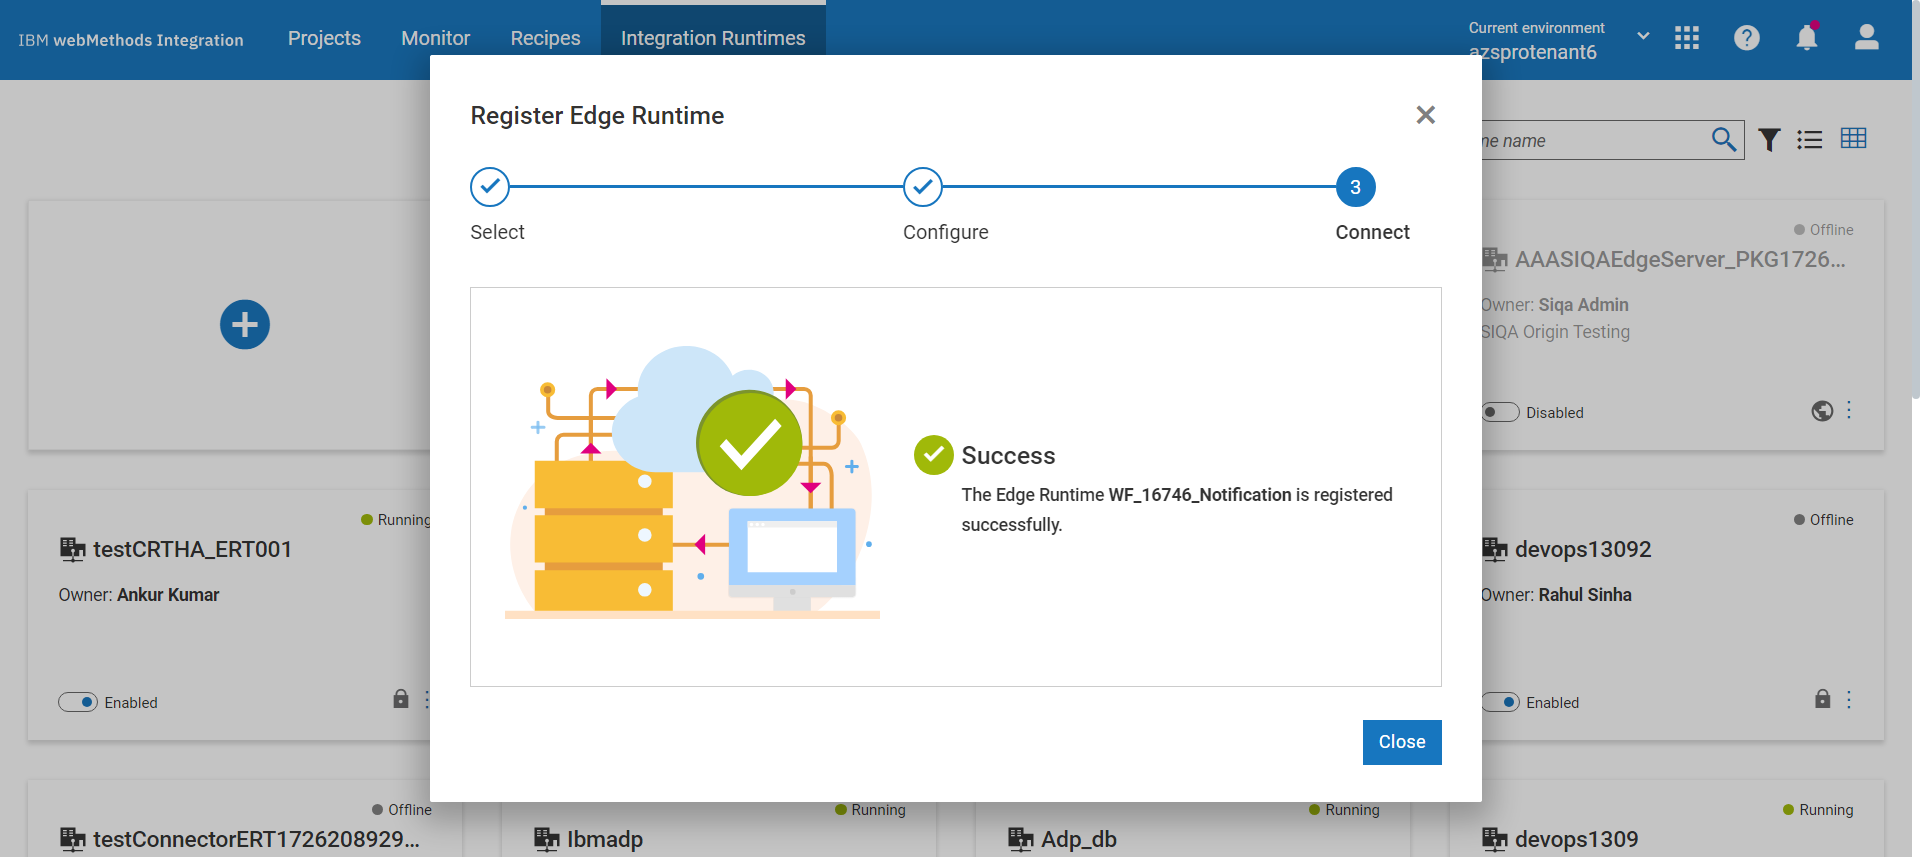 IBM webMethods Integration
Projects
Monitor
Recipes
Integration Runtimes
Current environment
azsprotenant6
Register Edge Runtime
3
Select
Configure
Connect
name
Offline
AAASIQAEdgeServer_PKG1726...
Owner: Siqa Admin
SIQA Origin Testing
Disabled
Success
The Edge Runtime WF_16746_Notification is registered
successfully.
Running
testCRTHA_ERT001
Owner: Ankur Kumar
Enabled
Offline
devops13092
Owner: Rahul Sinha
Enabled
Close
Offline
testConnectorERT1726208929...
Running
Ibmadp
Running
Adp_db
Running
devops1309